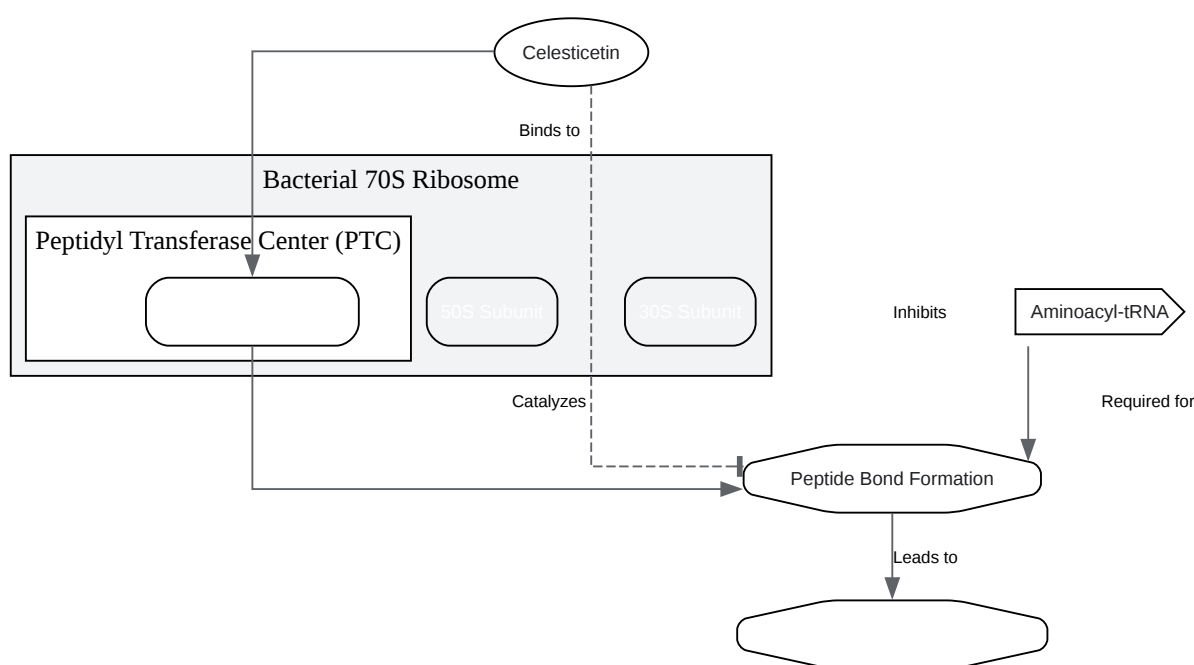 Celesticetin
Binds to
Bacterial 70S Ribosome
Peptidyl Transferase Center (PTC)
50S Subunit
30S Subunit
Inhibits
Aminoacyl-tRNA
Catalyzes
Required for
Peptide Bond Formation
Leads to